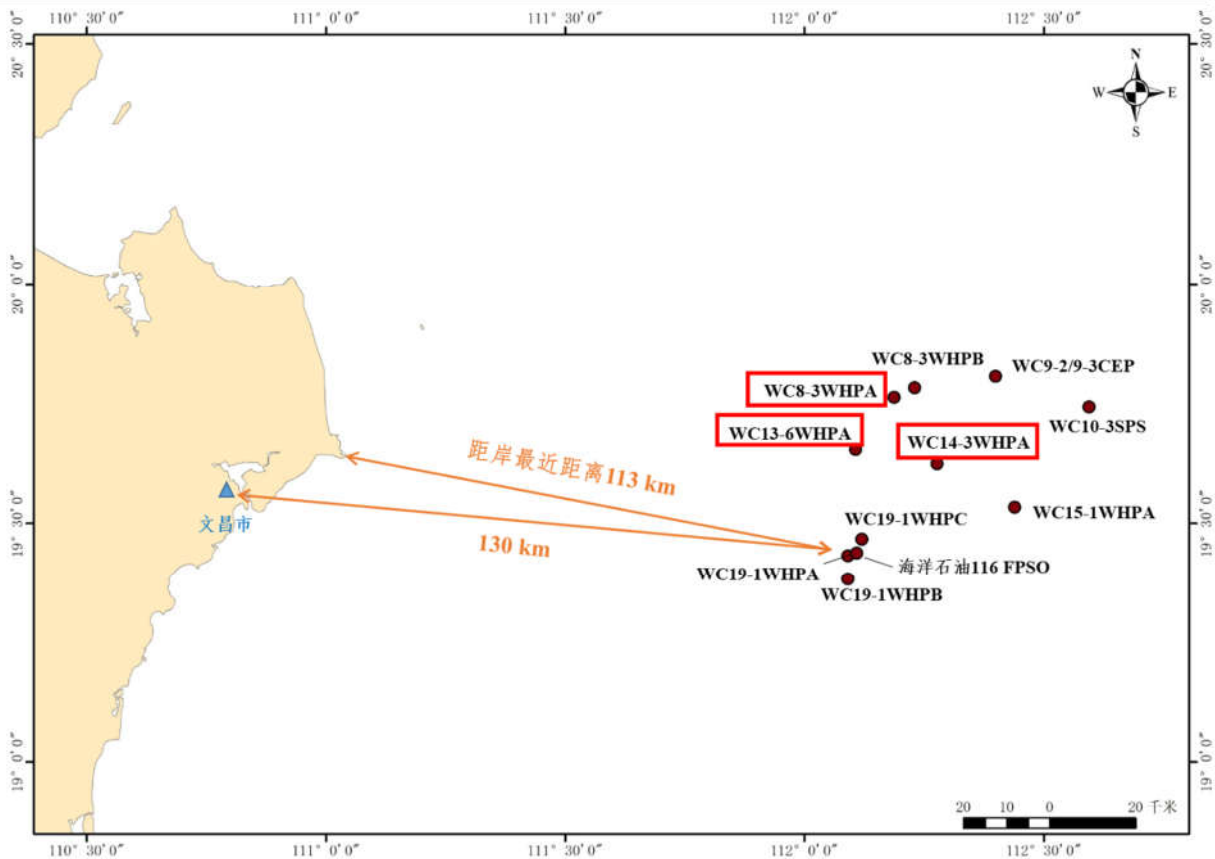 110° 30′ 0″
111° 0′ 0″
111° 30′ 0″
112° 0′ 0″
112° 30′ 0″
20° 30′ 0″
20° 30′ 0″
N
W
E
S
20° 0′ 0″
20° 0′ 0″
WC8-3WHPB
WC9-2/9-3CEP
WC8-3WHPA
WC10-3SPS
WC13-6WHPA
WC14-3WHPA
距岸最近距离113 km
文昌市
130 km
19° 30′ 0″
19° 30′ 0″
WC15-1WHPA
WC19-1WHPC
WC19-1WHPA
海洋石油116 FPSO
WC19-1WHPB
19° 0′ 0″
19° 0′ 0″
20 10 0 20 千米
110° 30′ 0″
111° 0′ 0″
111° 30′ 0″
112° 0′ 0″
112° 30′ 0″